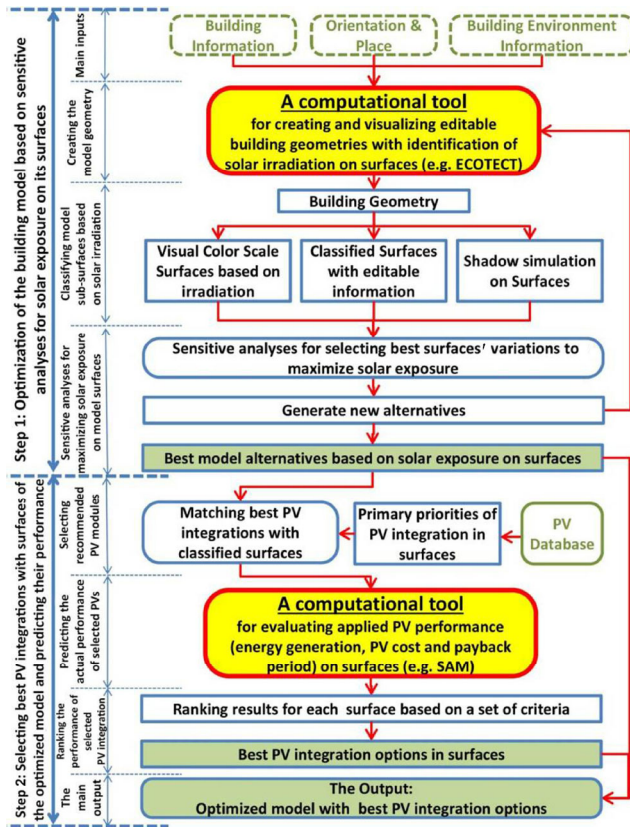 Step 1: Optimization of the building model based on sensitive
analyses for solar exposure on its surfaces
Main inputs
Building
Information
Orientation &
Place
Building Environment
Information
Creating the
model geometry
A computational tool
for creating and visualizing editable
building geometries with identification of
solar irradiation on surfaces (e.g. ECOTECT)
Classifying model
sub-surfaces based
on solar irradiation
Building Geometry
Visual Color Scale
Surfaces based on
irradiation
Classified Surfaces
with editable
information
Shadow simulation
on Surfaces
Sensitive analyses for
maximizing solar exposure
on model surfaces
Sensitive analyses for selecting best surfaces' variations to
maximize solar exposure
Generate new alternatives
Best model alternatives based on solar exposure on surfaces
Step 2: Selecting best PV integrations with surfaces of
the optimized model and predicting their performance
Selecting
recommended
PV modules
Matching best PV
integrations with
classified surfaces
Primary priorities of
PV integration in
surfaces
PV
Database
Predicting the
actual performance
of selected PVs
A computational tool
for evaluating applied PV performance
(energy generation, PV cost and payback
period) on surfaces (e.g. SAM)
Ranking the
performance of
selected
PV integration
Ranking results for each surface based on a set of criteria
Best PV integration options in surfaces
The
main
output
The Output:
Optimized model with best PV integration options